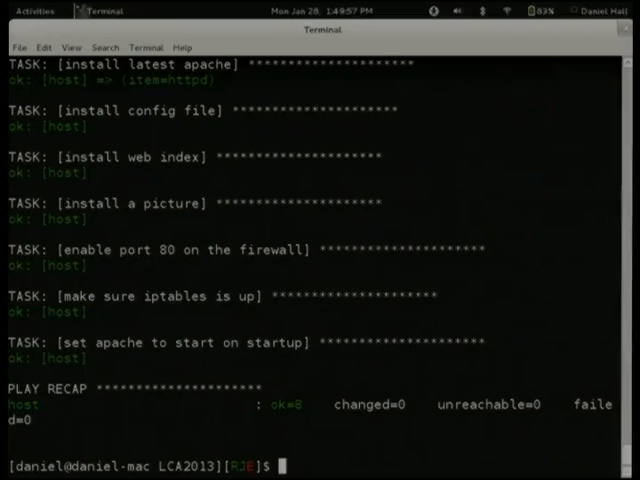 Activities Terminal Mon Jan 28, 1:49:57 PM 83% Daniel Hall
Terminal
File Edit View Search Terminal Help
TASK: [install latest apache] ********************
ok: [host] => (item=httpd)
TASK: [install config file] ********************
ok: [host]
TASK: [install web index] ********************
ok: [host]
TASK: [install a picture] ********************
ok: [host]
TASK: [enable port 80 on the firewall] ********************
ok: [host]
TASK: [make sure iptables is up] ********************
ok: [host]
TASK: [set apache to start on startup] ********************
ok: [host]
PLAY RECAP ********************
host : ok=8 changed=0 unreachable=0 faile
d=0
[daniel@daniel-mac LCA2013][RJE]$